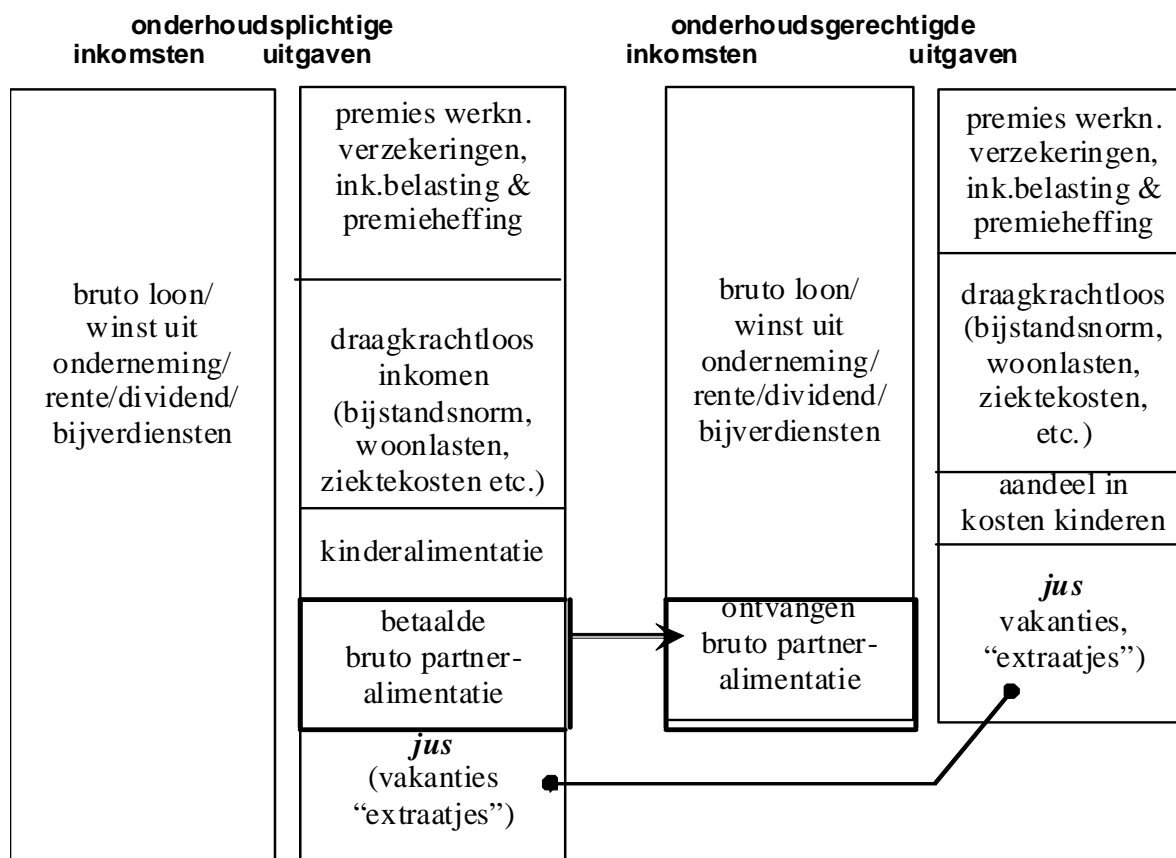 onderhoudsplichtige
inkomsten uitgaven
bruto loon/
winst uit
onderneming/
rente/dividend/
bijverdiensten
premies werkn.
verzekeringen,
ink.belasting &
premieheffing
draagkrachtloos
inkomen
(bijstandsnorm,
woonlasten,
ziektekosten etc.)
kinderalimentatie
betaalde
bruto partner-
alimentatie
jus
(vakanties
“extraatjes”)
onderhoudsgerechtigde
inkomsten uitgaven
bruto loon/
winst uit
onderneming/
rente/dividend/
bijverdiensten
ontvangen
bruto partner-
alimentatie
premies werkn.
verzekeringen,
ink.belasting &
premieheffing
draagkrachtloos
(bijstandsnorm,
woonlasten,
ziektekosten,
etc.)
aandeel in
kosten kinderen
jus
vakanties,
“extraatjes”)